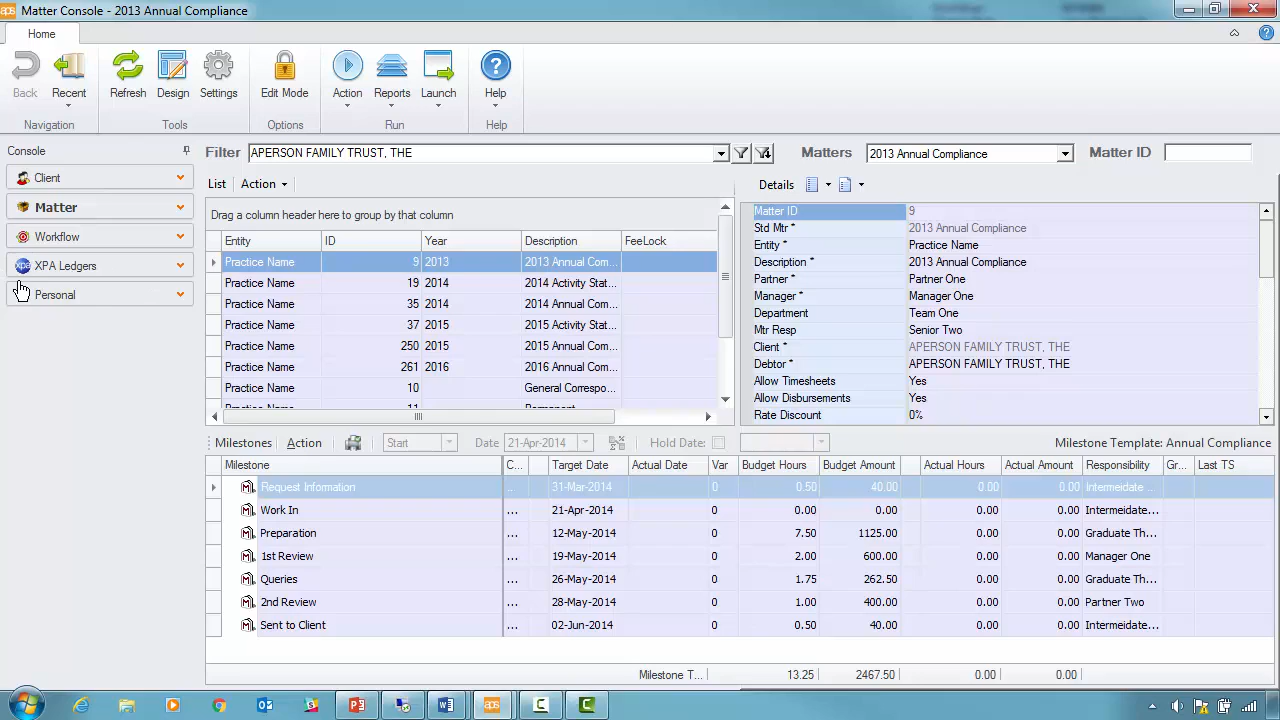 aps Matter Console - 2013 Annual Compliance
Home
Back Recent Refresh Design Settings Edit Mode Action Reports Launch Help
Navigation Tools Options Run Help
Console
Filter APERSON FAMILY TRUST, THE Matters 2013 Annual Compliance Matter ID
Client
Matter
Workflow
xpa XPA Ledgers
Personal
List Action
Drag a column header here to group by that column
Entity ID Year Description FeeLock
Practice Name 9 2013 2013 Annual Com...
Practice Name 19 2014 2014 Activity Stat...
Practice Name 35 2014 2014 Annual Com...
Practice Name 37 2015 2015 Activity Stat...
Practice Name 250 2015 2015 Annual Com...
Practice Name 261 2016 2016 Annual Com...
Practice Name 10 General Correspo...
Practice Name 11 Permanent
Details
Matter ID 9
Std Mtr * 2013 Annual Compliance
Entity * Practice Name
Description * 2013 Annual Compliance
Partner * Partner One
Manager * Manager One
Department Team One
Mtr Resp Senior Two
Client * APERSON FAMILY TRUST, THE
Debtor * APERSON FAMILY TRUST, THE
Allow Timesheets Yes
Allow Disbursements Yes
Rate Discount 0%
Milestones Action Start Date 21-Apr-2014 Hold Date: Milestone Template: Annual Compliance
Milestone C... Target Date Actual Date Var Budget Hours Budget Amount Actual Hours Actual Amount Responsibility Gr... Last TS
Request Information ... 31-Mar-2014 0 0.50 40.00 0.00 0.00 Intermeidate ...
Work In ... 21-Apr-2014 0 0.00 0.00 0.00 0.00 Intermeidate...
Preparation ... 12-May-2014 0 7.50 1125.00 0.00 0.00 Graduate Th...
1st Review ... 19-May-2014 0 2.00 600.00 0.00 0.00 Manager One
Queries ... 26-May-2014 0 1.75 262.50 0.00 0.00 Graduate Th...
2nd Review ... 28-May-2014 0 1.00 400.00 0.00 0.00 Partner Two
Sent to Client ... 02-Jun-2014 0 0.50 40.00 0.00 0.00 Intermeidate...
Milestone T... 13.25 2467.50 0.00 0.00
aps